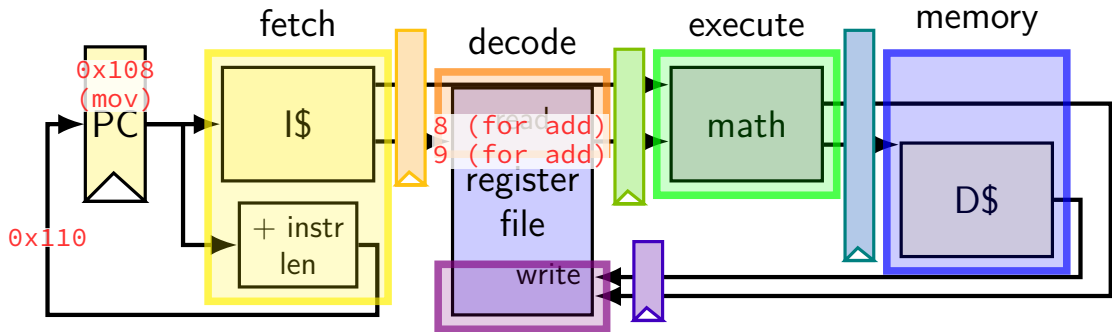 fetch
decode
execute
memory
0x108
(mov)
PC
I$
read
8 (for add)
9 (for add)
math
register
file
D$
0x110
+ instr
len
write